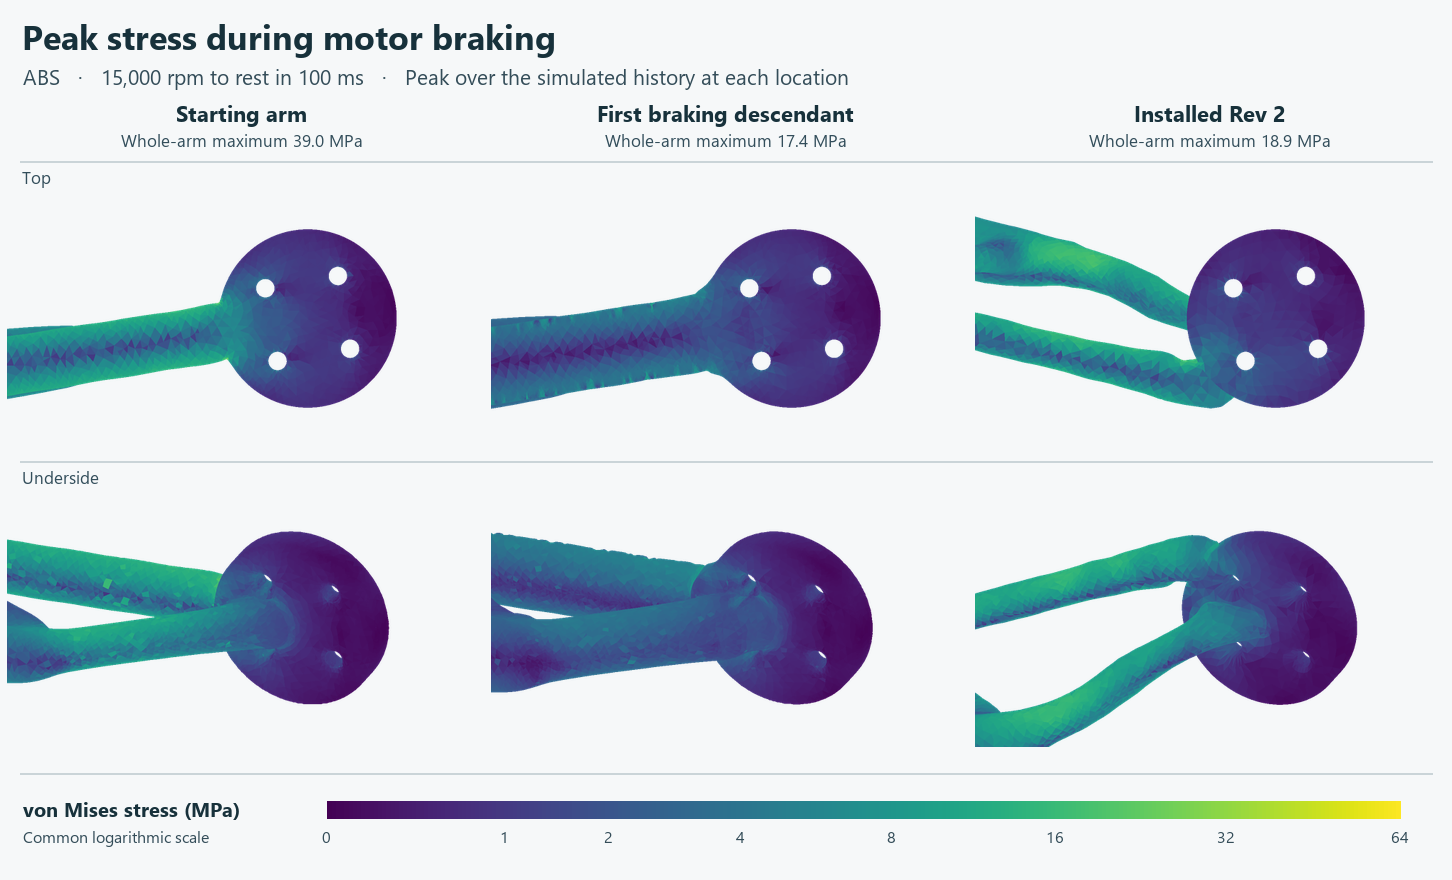 Peak stress during motor braking
ABS · 15,000 rpm to rest in 100 ms · Peak over the simulated history at each location
Starting arm
Whole-arm maximum 39.0 MPa
First braking descendant
Whole-arm maximum 17.4 MPa
Installed Rev 2
Whole-arm maximum 18.9 MPa
Top
Underside
von Mises stress (MPa)
Common logarithmic scale
0 1 2 4 8 16 32 64